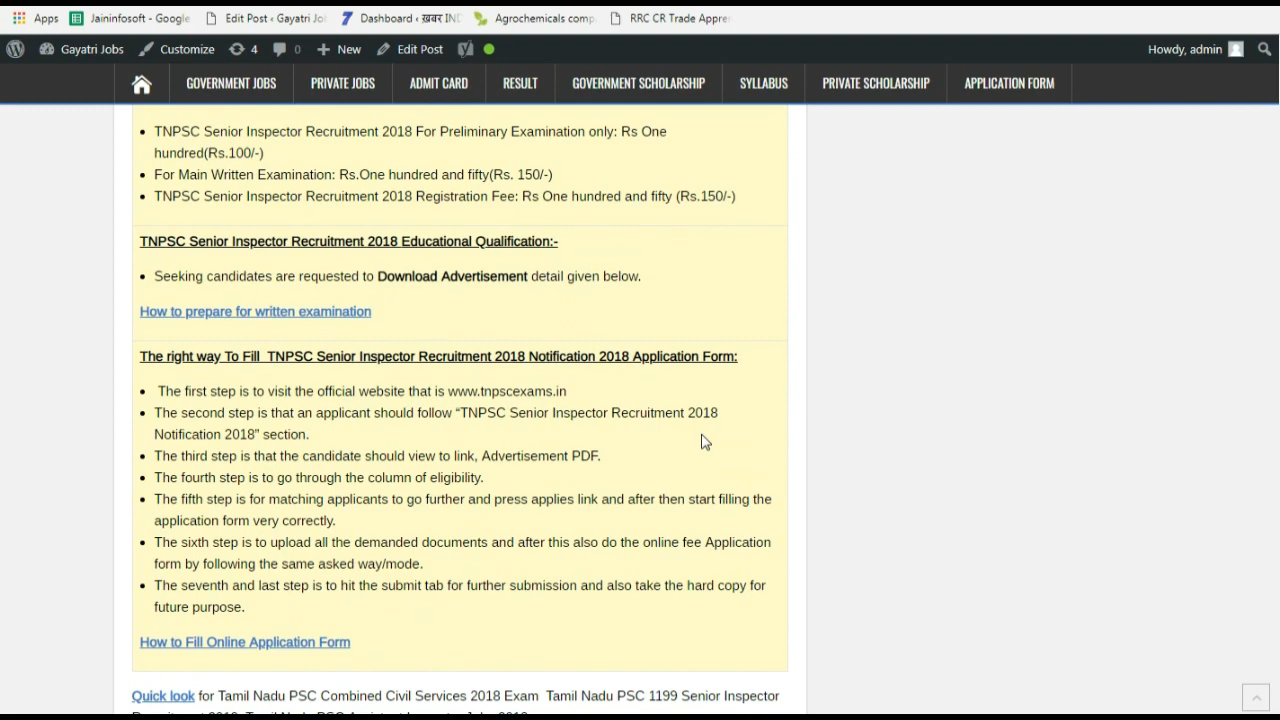 Apps Jaininfosoft - Google Edit Post ‹ Gayatri Jo Dashboard ‹ ख़बर IND Agrochemicals comp RRC CR Trade Appre
Gayatri Jobs Customize 4 0 New Edit Post Howdy, admin
GOVERNMENT JOBS PRIVATE JOBS ADMIT CARD RESULT GOVERNMENT SCHOLARSHIP SYLLABUS PRIVATE SCHOLARSHIP APPLICATION FORM
• TNPSC Senior Inspector Recruitment 2018 For Preliminary Examination only: Rs One
hundred(Rs.100/-)
• For Main Written Examination: Rs.One hundred and fifty(Rs. 150/-)
• TNPSC Senior Inspector Recruitment 2018 Registration Fee: Rs One hundred and fifty (Rs.150/-)
TNPSC Senior Inspector Recruitment 2018 Educational Qualification:-
• Seeking candidates are requested to Download Advertisement detail given below.
How to prepare for written examination
The right way To Fill  TNPSC Senior Inspector Recruitment 2018 Notification 2018 Application Form:
• The first step is to visit the official website that is www.tnpscexams.in
• The second step is that an applicant should follow “TNPSC Senior Inspector Recruitment 2018
Notification 2018” section.
• The third step is that the candidate should view to link, Advertisement PDF.
• The fourth step is to go through the column of eligibility.
• The fifth step is for matching applicants to go further and press applies link and after then start filling the
application form very correctly.
• The sixth step is to upload all the demanded documents and after this also do the online fee Application
form by following the same asked way/mode.
• The seventh and last step is to hit the submit tab for further submission and also take the hard copy for
future purpose.
How to Fill Online Application Form
Quick look for Tamil Nadu PSC Combined Civil Services 2018 Exam  Tamil Nadu PSC 1199 Senior Inspector